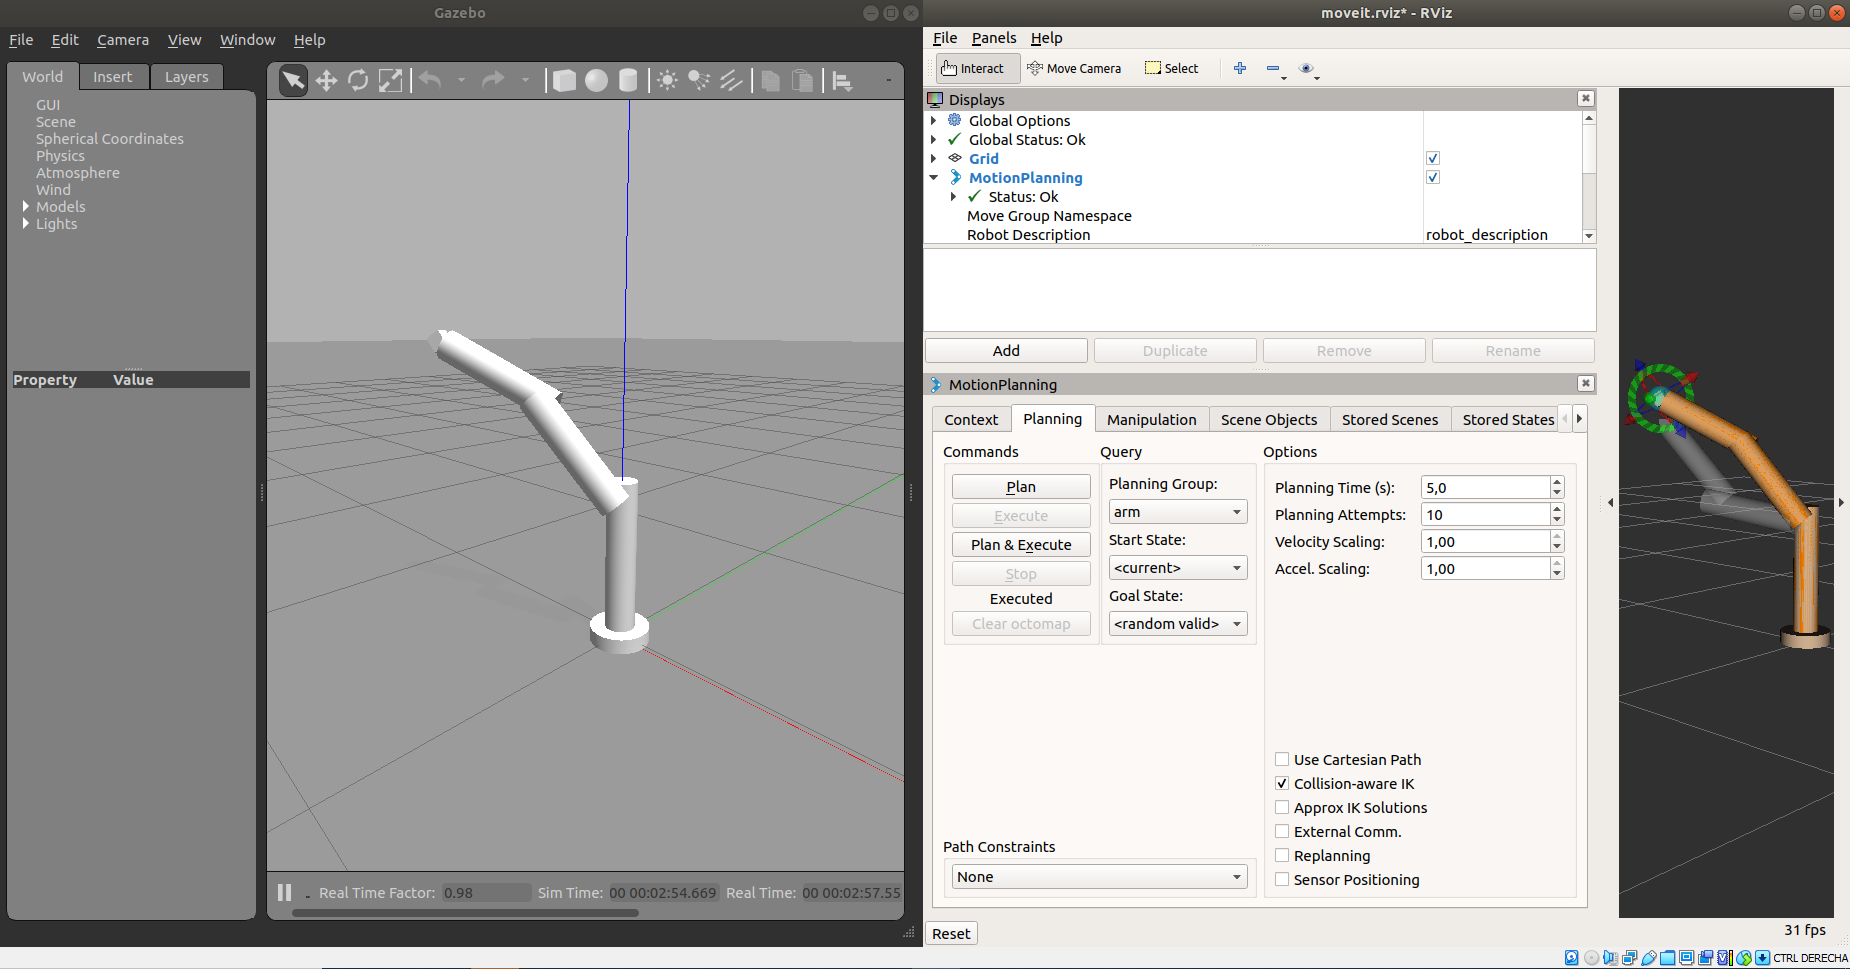 Gazebo
File Edit Camera View Window Help
World Insert Layers
GUI
Scene
Spherical Coordinates
Physics
Atmosphere
Wind
Models
Lights
Property Value
Real Time Factor: 0.98 Sim Time: 00 00:02:54.669 Real Time: 00 00:02:57.55
moveit.rviz* - RViz
File Panels Help
Interact Move Camera Select
Displays
Global Options
Global Status: Ok
Grid
MotionPlanning
Status: Ok
Move Group Namespace
Robot Description robot_description
Add Duplicate Remove Rename
MotionPlanning
Context Planning Manipulation Scene Objects Stored Scenes Stored States
Commands
Plan
Execute
Plan & Execute
Stop
Executed
Clear octomap
Query
Planning Group:
arm
Start State:
<current>
Goal State:
<random valid>
Options
Planning Time (s): 5,0
Planning Attempts: 10
Velocity Scaling: 1,00
Accel. Scaling: 1,00
Use Cartesian Path
Collision-aware IK
Approx IK Solutions
External Comm.
Replanning
Sensor Positioning
Path Constraints
None
Reset
31 fps
CTRL DERECHA